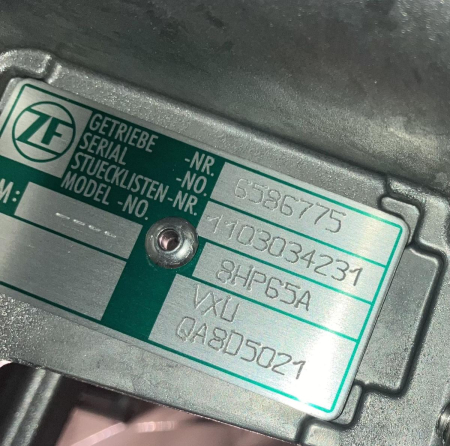 ZF
GETRIEBE -NR.
SERIAL -NO.
STUECKLISTEN-NR.
MODEL -NO.
M: ----
6586775
1103034231
8HP65A
VXU
QA8D5021